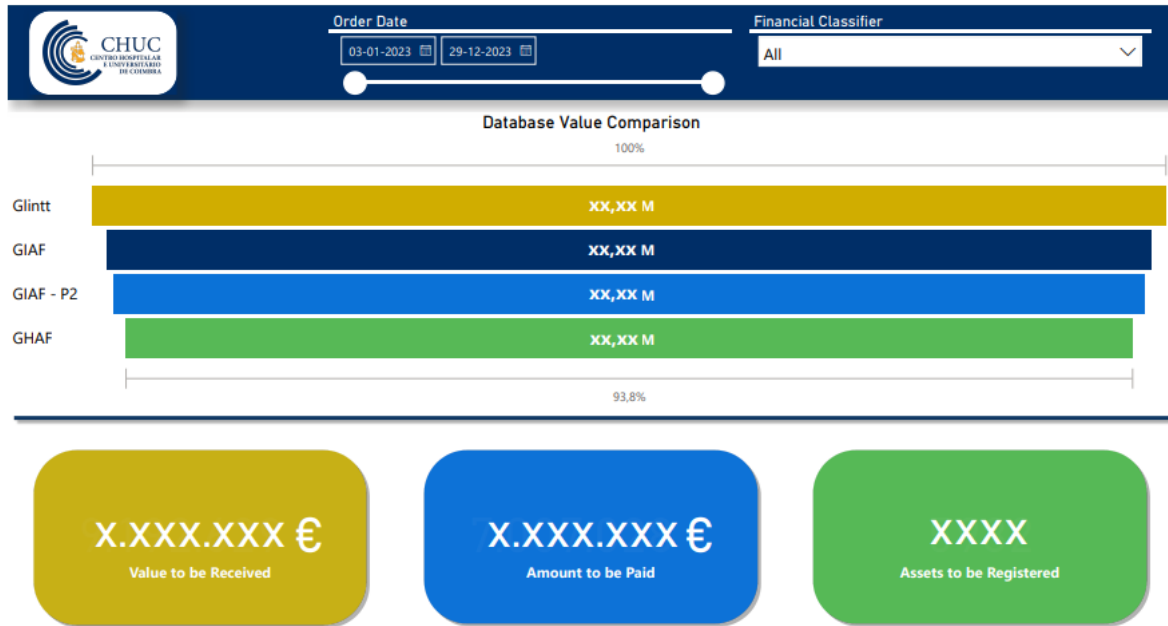 CHUC
CENTRO HOSPITALAR
E UNIVERSITÁRIO
DE COIMBRA
Order Date
03-01-2023 29-12-2023
Financial Classifier
All
Database Value Comparison
100%
Glintt xx,xx M
GIAF xx,xx M
GIAF - P2 xx,xx M
GHAF xx,xx M
93,8%
x.xxx.xxx €
Value to be Received
x.xxx.xxx €
Amount to be Paid
xxxx
Assets to be Registered